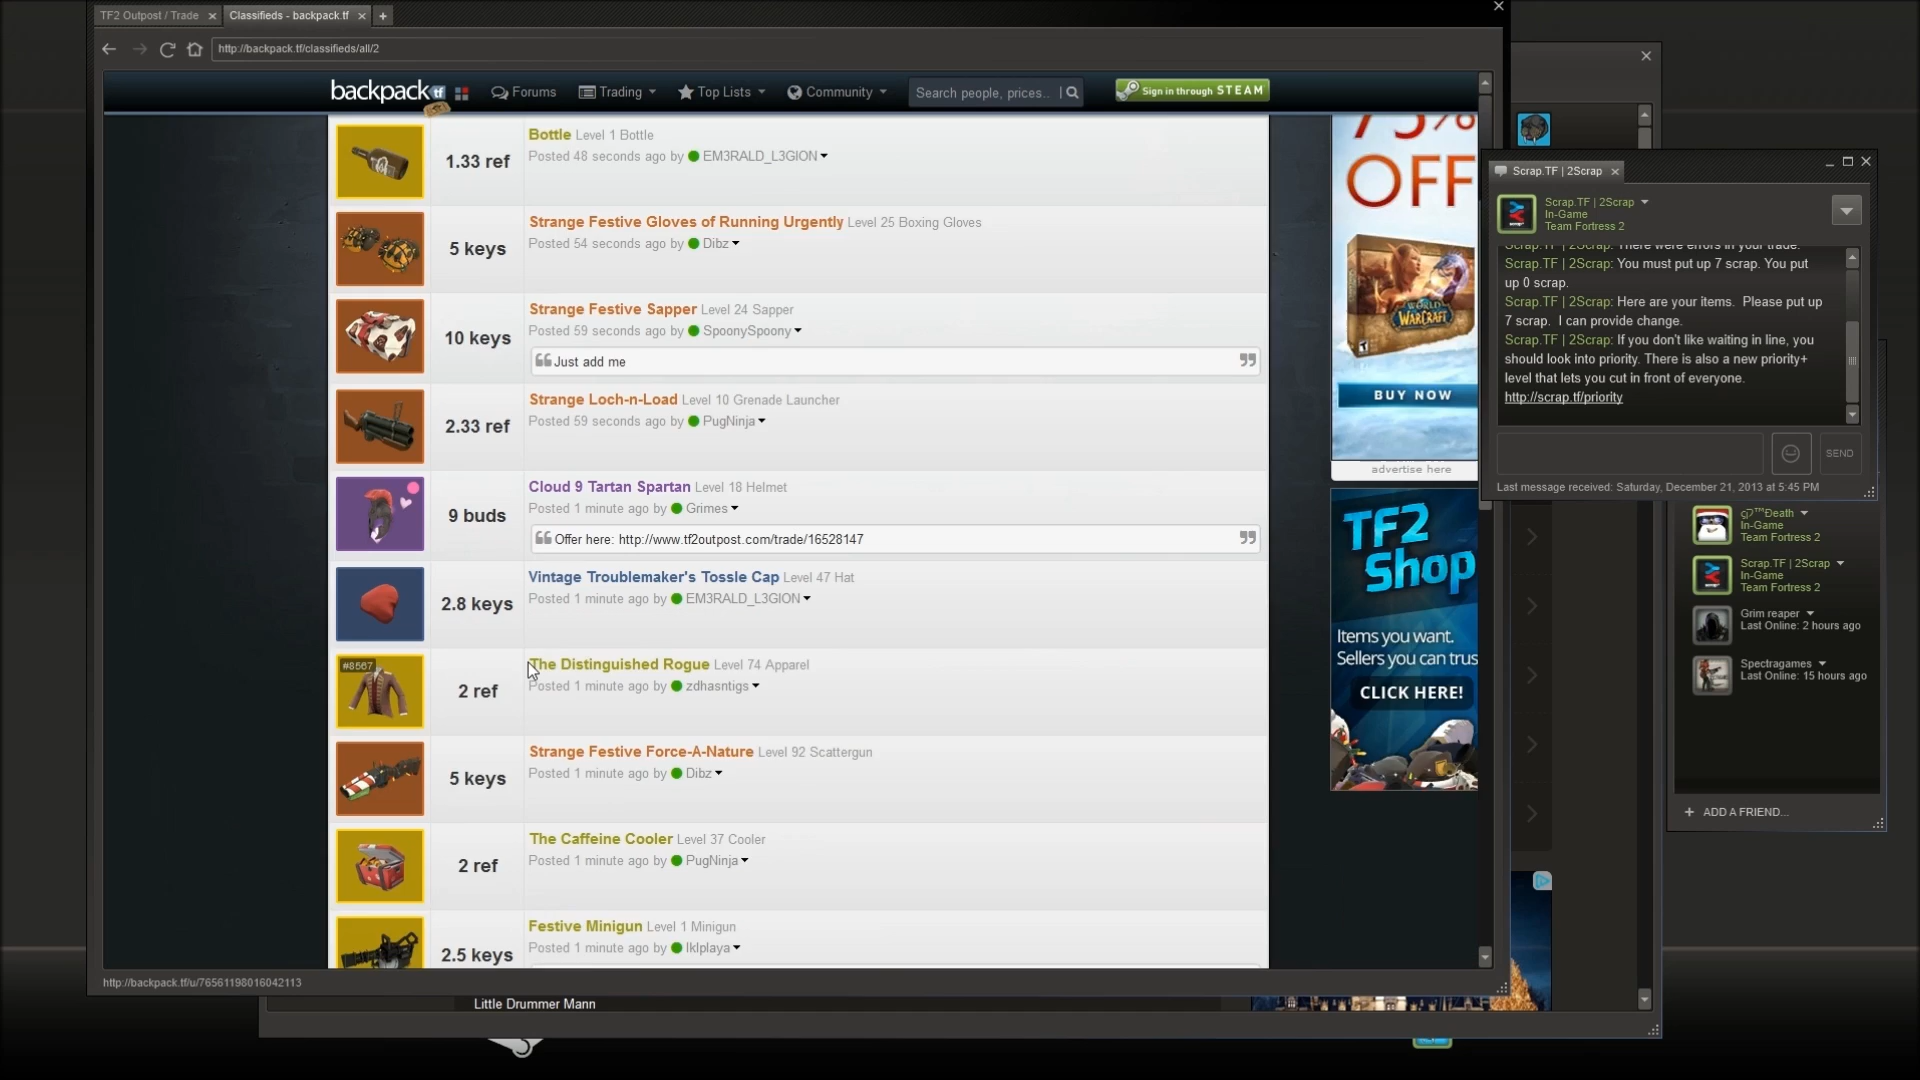 TF2 Outpost / Trade
Classifieds - backpack.tf
http://backpack.tf/classifieds/all/2
backpack tf
Forums
Trading
Top Lists
Community
Search people, prices..
Sign in through STEAM
1.33 ref
Bottle Level 1 Bottle
Posted 48 seconds ago by EM3RALD_L3GION
5 keys
Strange Festive Gloves of Running Urgently Level 25 Boxing Gloves
Posted 54 seconds ago by Dibz
10 keys
Strange Festive Sapper Level 24 Sapper
Posted 59 seconds ago by SpoonySpoony
Just add me
2.33 ref
Strange Loch-n-Load Level 10 Grenade Launcher
Posted 59 seconds ago by PugNinja
9 buds
Cloud 9 Tartan Spartan Level 18 Helmet
Posted 1 minute ago by Grimes
Offer here: http://www.tf2outpost.com/trade/16528147
2.8 keys
Vintage Troublemaker's Tossle Cap Level 47 Hat
Posted 1 minute ago by EM3RALD_L3GION
#8567
2 ref
The Distinguished Rogue Level 74 Apparel
Posted 1 minute ago by zdhasntigs
5 keys
Strange Festive Force-A-Nature Level 92 Scattergun
Posted 1 minute ago by Dibz
2 ref
The Caffeine Cooler Level 37 Cooler
Posted 1 minute ago by PugNinja
2.5 keys
Festive Minigun Level 1 Minigun
Posted 1 minute ago by lklplaya
http://backpack.tf/u/76561198016042113
Little Drummer Mann
75%
OFF
WORLD
WARCRAFT
BUY NOW
advertise here
TF2
Shop
Items you want.
Sellers you can trus
CLICK HERE!
Scrap.TF | 2Scrap
Scrap.TF | 2Scrap
In-Game
Team Fortress 2
Scrap.TF | 2Scrap: There were errors in your trade.
Scrap.TF | 2Scrap: You must put up 7 scrap. You put
up 0 scrap.
Scrap.TF | 2Scrap: Here are your items. Please put up
7 scrap. I can provide change.
Scrap.TF | 2Scrap: If you don't like waiting in line, you
should look into priority. There is also a new priority+
level that lets you cut in front of everyone.
http://scrap.tf/priority
SEND
Last message received: Saturday, December 21, 2013 at 5:45 PM
In-Game
Team Fortress 2
Scrap.TF | 2Scrap
In-Game
Team Fortress 2
Grim reaper
Last Online: 2 hours ago
Spectragames
Last Online: 15 hours ago
+ ADD A FRIEND...